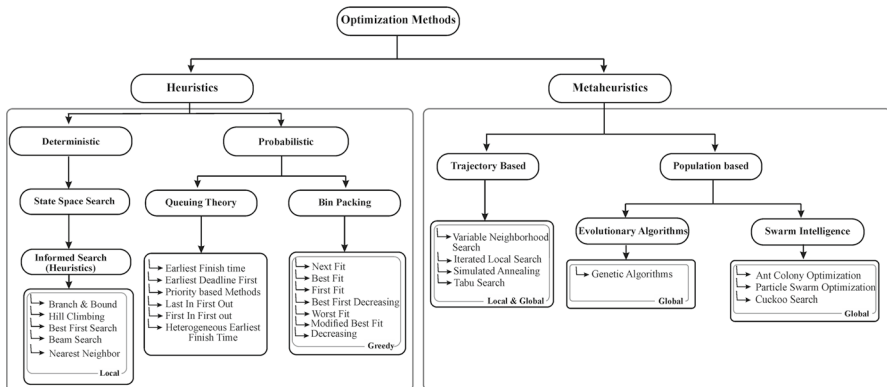 Optimization Methods
Heuristics
Metaheuristics
Deterministic
Probabilistic
Trajectory Based
Population based
State Space Search
Queuing Theory
Bin Packing
Evolutionary Algorithms
Swarm Intelligence
Informed Search
(Heuristics)
Branch & Bound
Hill Climbing
Best First Search
Beam Search
Nearest Neighbor
Local
Earliest Finish time
Earliest Deadline First
Priority based Methods
Last In First Out
First In First out
Heterogeneous Earliest
Finish Time
Next Fit
Best Fit
First Fit
Best First Decreasing
Worst Fit
Modified Best Fit
Decreasing
Greedy
Variable Neighborhood
Search
Iterated Local Search
Simulated Annealing
Tabu Search
Local & Global
Genetic Algorithms
Global
Ant Colony Optimization
Particle Swarm Optimization
Cuckoo Search
Global